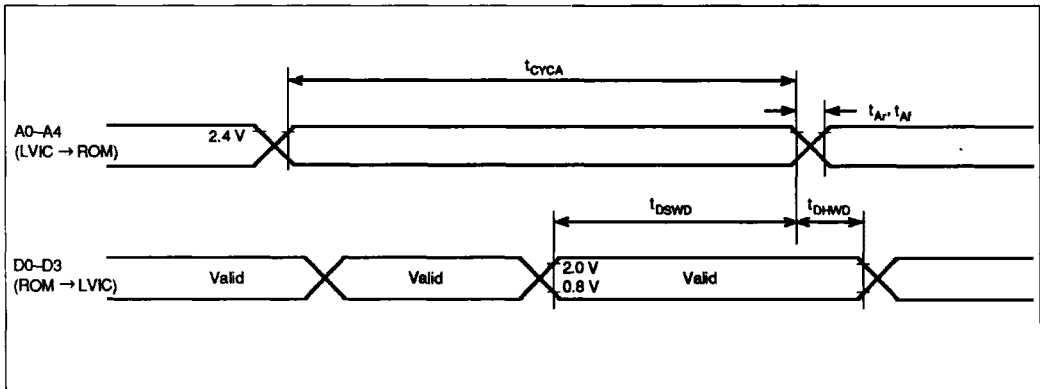 tCYCA
tAr, tAf
A0–A4
(LVIC → ROM)
2.4 V
tDSWD
tDHWD
D0–D3
(ROM → LVIC)
Valid
Valid
2.0 V
0.8 V
Valid